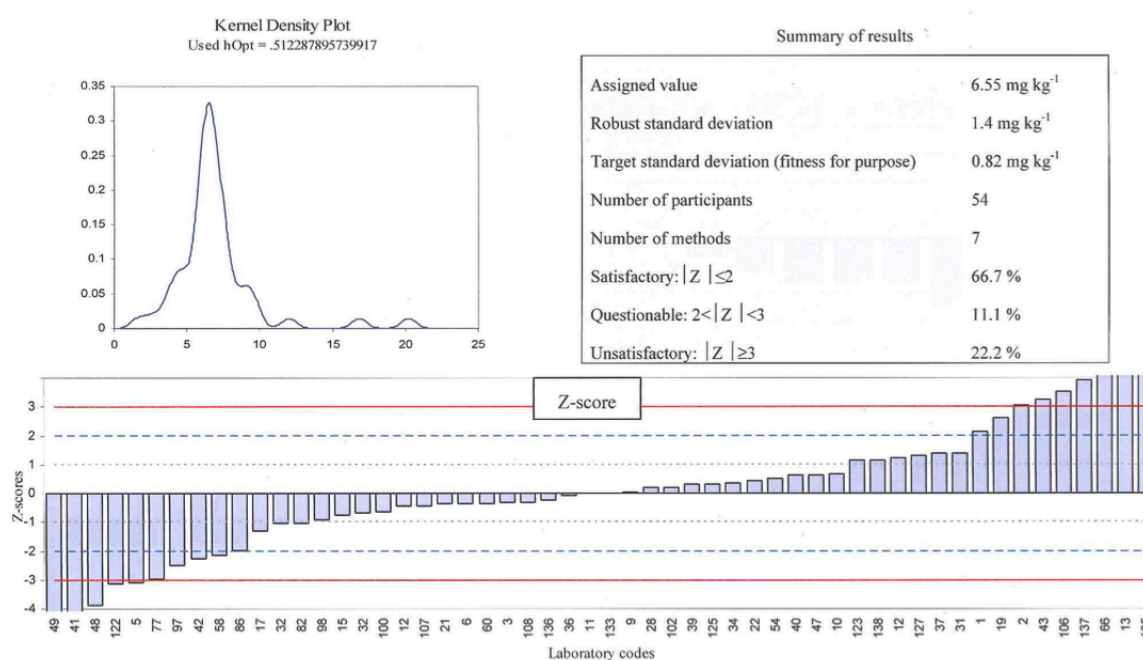 Kernel Density Plot
Used hOpt = .512287895739917
0.35
0.3
0.25
0.2
0.15
0.1
0.05
0
0 5 10 15 20 25
Summary of results
Assigned value 6.55 mg kg⁻¹
Robust standard deviation 1.4 mg kg⁻¹
Target standard deviation (fitness for purpose) 0.82 mg kg⁻¹
Number of participants 54
Number of methods 7
Satisfactory: |Z|≤2 66.7 %
Questionable: 2<|Z|<3 11.1 %
Unsatisfactory: |Z|≥3 22.2 %
Z-score
Z-scores
3
2
1
0
-1
-2
-3
-4
49 41 48 122 5 77 97 42 58 86 17 32 82 98 15 32 100 12 107 21 6 60 3 108 136 36 11 133 9 28 102 39 125 34 22 54 40 47 10 123 138 12 127 37 31 1 19 2 43 106 137 66 13
Laboratory codes